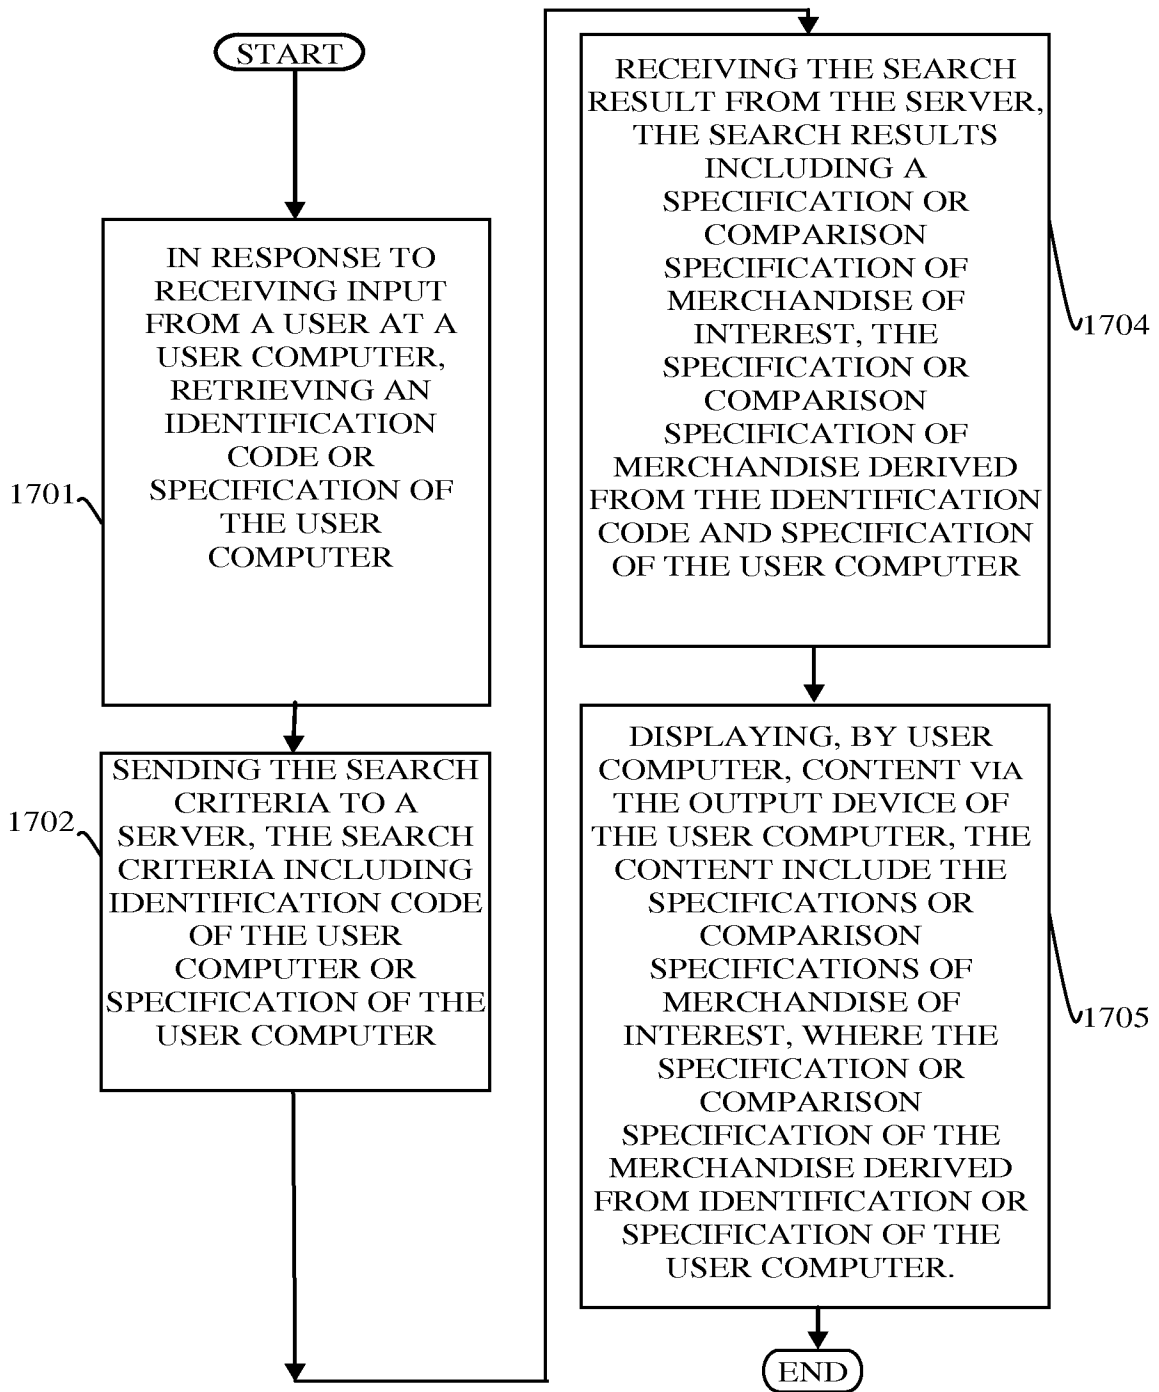 START
IN RESPONSE TO
RECEIVING INPUT
FROM A USER AT A
USER COMPUTER,
RETRIEVING AN
IDENTIFICATION
CODE OR
SPECIFICATION OF
THE USER
COMPUTER
1701
SENDING THE SEARCH
CRITERIA TO A
SERVER, THE SEARCH
CRITERIA INCLUDING
IDENTIFICATION CODE
OF THE USER
COMPUTER OR
SPECIFICATION OF THE
USER COMPUTER
1702
RECEIVING THE SEARCH
RESULT FROM THE SERVER,
THE SEARCH RESULTS
INCLUDING A
SPECIFICATION OR
COMPARISON
SPECIFICATION OF
MERCHANDISE OF
INTEREST, THE
SPECIFICATION OR
COMPARISON
SPECIFICATION OF
MERCHANDISE DERIVED
FROM THE IDENTIFICATION
CODE AND SPECIFICATION
OF THE USER COMPUTER
1704
DISPLAYING, BY USER
COMPUTER, CONTENT VIA
THE OUTPUT DEVICE OF
THE USER COMPUTER, THE
CONTENT INCLUDE THE
SPECIFICATIONS OR
COMPARISON
SPECIFICATIONS OF
MERCHANDISE OF
INTEREST, WHERE THE
SPECIFICATION OR
COMPARISON
SPECIFICATION OF THE
MERCHANDISE DERIVED
FROM IDENTIFICATION OR
SPECIFICATION OF THE
USER COMPUTER.
1705
END